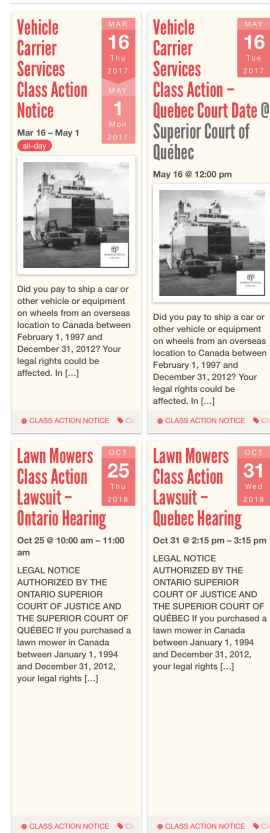 Vehicle
Carrier
Services
Class Action
Notice
MAR
16
Thu
2017
MAY
1
Mon
2017
Mar 16 – May 1
all-day
Did you pay to ship a car or
other vehicle or equipment
on wheels from an overseas
location to Canada between
February 1, 1997 and
December 31, 2012? Your
legal rights could be
affected. In […]
CLASS ACTION NOTICE
Vehicle
Carrier
Services
Class Action –
Quebec Court Date @
Superior Court of
Québec
MAY
16
Tue
2017
May 16 @ 12:00 pm
Did you pay to ship a car or
other vehicle or equipment
on wheels from an overseas
location to Canada between
February 1, 1997 and
December 31, 2012? Your
legal rights could be
affected. In […]
CLASS ACTION NOTICE
Lawn Mowers
Class Action
Lawsuit –
Ontario Hearing
OCT
25
Thu
2018
Oct 25 @ 10:00 am – 11:00
am
LEGAL NOTICE
AUTHORIZED BY THE
ONTARIO SUPERIOR
COURT OF JUSTICE AND
THE SUPERIOR COURT OF
QUÉBEC If you purchased a
lawn mower in Canada
between January 1, 1994
and December 31, 2012,
your legal rights […]
CLASS ACTION NOTICE
Lawn Mowers
Class Action
Lawsuit –
Quebec Hearing
OCT
31
Wed
2018
Oct 31 @ 2:15 pm – 3:15 pm
LEGAL NOTICE
AUTHORIZED BY THE
ONTARIO SUPERIOR
COURT OF JUSTICE AND
THE SUPERIOR COURT OF
QUÉBEC If you purchased a
lawn mower in Canada
between January 1, 1994
and December 31, 2012,
your legal rights […]
CLASS ACTION NOTICE